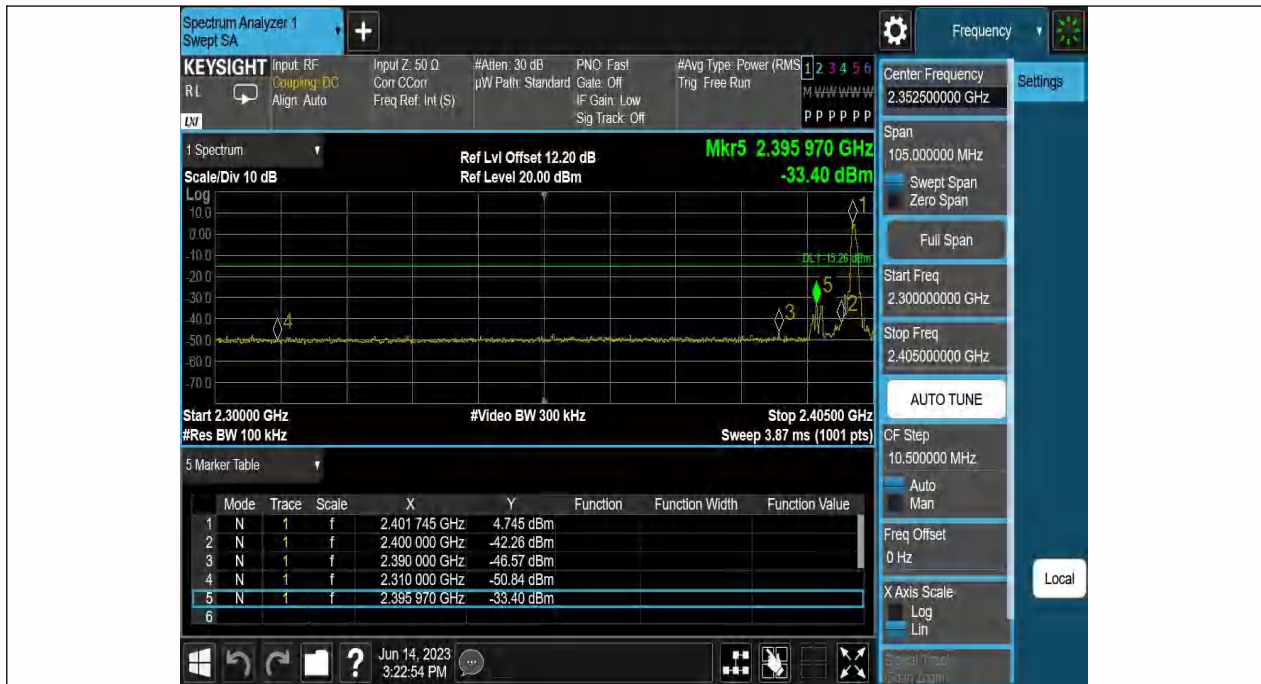 Spectrum Analyzer 1
Swept SA
Frequency
KEYSIGHT
RL
LXI
Input: RF
Coupling: DC
Align: Auto
Input Z: 50 Ω
Corr CCorr
Freq Ref: Int (S)
#Atten: 30 dB
µW Path: Standard
PNO: Fast
Gate: Off
IF Gain: Low
Sig Track: Off
#Avg Type: Power (RMS
Trig: Free Run
1 2 3 4 5 6
M W W W W W
P P P P P P
1 Spectrum
Scale/Div 10 dB
Ref Lvl Offset 12.20 dB
Ref Level 20.00 dBm
Mkr5 2.395 970 GHz
-33.40 dBm
Log
10.0
0.00
-10.0
-20.0
-30.0
-40.0
-50.0
-60.0
-70.0
DL1 -15.26 dBm
1
5
2
3
4
Start 2.30000 GHz
#Res BW 100 kHz
#Video BW 300 kHz
Stop 2.40500 GHz
Sweep 3.87 ms (1001 pts)
5 Marker Table
Mode Trace Scale X Y Function Function Width Function Value
1 N 1 f 2.401 745 GHz 4.745 dBm
2 N 1 f 2.400 000 GHz -42.26 dBm
3 N 1 f 2.390 000 GHz -46.57 dBm
4 N 1 f 2.310 000 GHz -50.84 dBm
5 N 1 f 2.395 970 GHz -33.40 dBm
6
?
Jun 14, 2023
3:22:54 PM
Center Frequency
2.352500000 GHz
Settings
Span
105.000000 MHz
Swept Span
Zero Span
Full Span
Start Freq
2.300000000 GHz
Stop Freq
2.405000000 GHz
AUTO TUNE
CF Step
10.500000 MHz
Auto
Man
Freq Offset
0 Hz
X Axis Scale
Log
Lin
Local